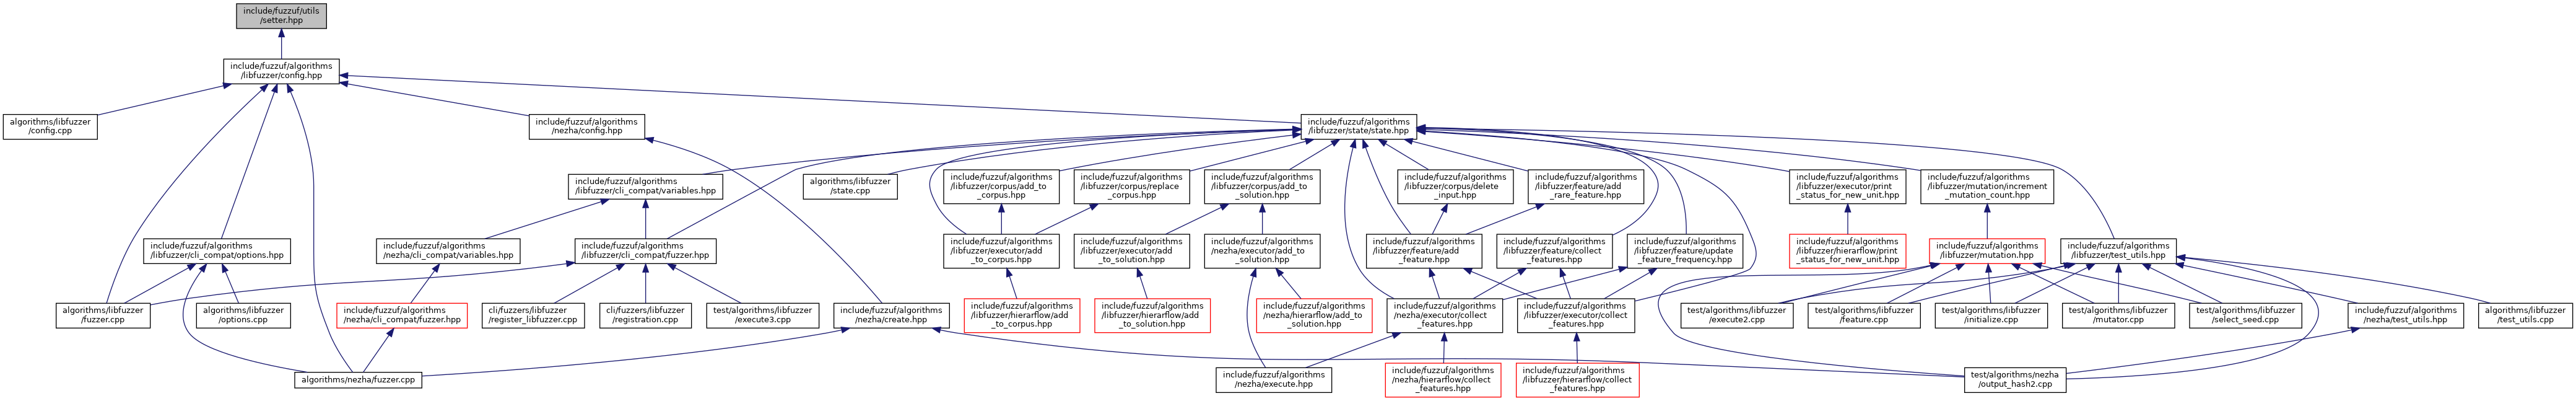 include/fuzzuf/utils
/setter.hpp
include/fuzzuf/algorithms
/libfuzzer/config.hpp
algorithms/libfuzzer
/config.cpp
include/fuzzuf/algorithms
/nezha/config.hpp
include/fuzzuf/algorithms
/libfuzzer/state/state.hpp
include/fuzzuf/algorithms
/libfuzzer/cli_compat/variables.hpp
algorithms/libfuzzer
/state.cpp
include/fuzzuf/algorithms
/libfuzzer/corpus/add_to
_corpus.hpp
include/fuzzuf/algorithms
/libfuzzer/corpus/replace
_corpus.hpp
include/fuzzuf/algorithms
/libfuzzer/corpus/add_to
_solution.hpp
include/fuzzuf/algorithms
/libfuzzer/corpus/delete
_input.hpp
include/fuzzuf/algorithms
/libfuzzer/feature/add
_rare_feature.hpp
include/fuzzuf/algorithms
/libfuzzer/executor/print
_status_for_new_unit.hpp
include/fuzzuf/algorithms
/libfuzzer/mutation/increment
_mutation_count.hpp
include/fuzzuf/algorithms
/libfuzzer/cli_compat/options.hpp
include/fuzzuf/algorithms
/nezha/cli_compat/variables.hpp
include/fuzzuf/algorithms
/libfuzzer/cli_compat/fuzzer.hpp
include/fuzzuf/algorithms
/libfuzzer/executor/add
_to_corpus.hpp
include/fuzzuf/algorithms
/libfuzzer/executor/add
_to_solution.hpp
include/fuzzuf/algorithms
/nezha/executor/add_to
_solution.hpp
include/fuzzuf/algorithms
/libfuzzer/feature/add
_feature.hpp
include/fuzzuf/algorithms
/libfuzzer/feature/collect
_features.hpp
include/fuzzuf/algorithms
/libfuzzer/feature/update
_feature_frequency.hpp
include/fuzzuf/algorithms
/libfuzzer/hierarflow/print
_status_for_new_unit.hpp
include/fuzzuf/algorithms
/libfuzzer/mutation.hpp
include/fuzzuf/algorithms
/libfuzzer/test_utils.hpp
algorithms/libfuzzer
/fuzzer.cpp
algorithms/libfuzzer
/options.cpp
include/fuzzuf/algorithms
/nezha/cli_compat/fuzzer.hpp
cli/fuzzers/libfuzzer
/register_libfuzzer.cpp
cli/fuzzers/libfuzzer
/registration.cpp
test/algorithms/libfuzzer
/execute3.cpp
include/fuzzuf/algorithms
/nezha/create.hpp
include/fuzzuf/algorithms
/libfuzzer/hierarflow/add
_to_corpus.hpp
include/fuzzuf/algorithms
/libfuzzer/hierarflow/add
_to_solution.hpp
include/fuzzuf/algorithms
/nezha/hierarflow/add_to
_solution.hpp
include/fuzzuf/algorithms
/nezha/executor/collect
_features.hpp
include/fuzzuf/algorithms
/libfuzzer/executor/collect
_features.hpp
test/algorithms/libfuzzer
/execute2.cpp
test/algorithms/libfuzzer
/feature.cpp
test/algorithms/libfuzzer
/initialize.cpp
test/algorithms/libfuzzer
/mutator.cpp
test/algorithms/libfuzzer
/select_seed.cpp
include/fuzzuf/algorithms
/nezha/test_utils.hpp
algorithms/libfuzzer
/test_utils.cpp
algorithms/nezha/fuzzer.cpp
include/fuzzuf/algorithms
/nezha/execute.hpp
include/fuzzuf/algorithms
/nezha/hierarflow/collect
_features.hpp
include/fuzzuf/algorithms
/libfuzzer/hierarflow/collect
_features.hpp
test/algorithms/nezha
/output_hash2.cpp